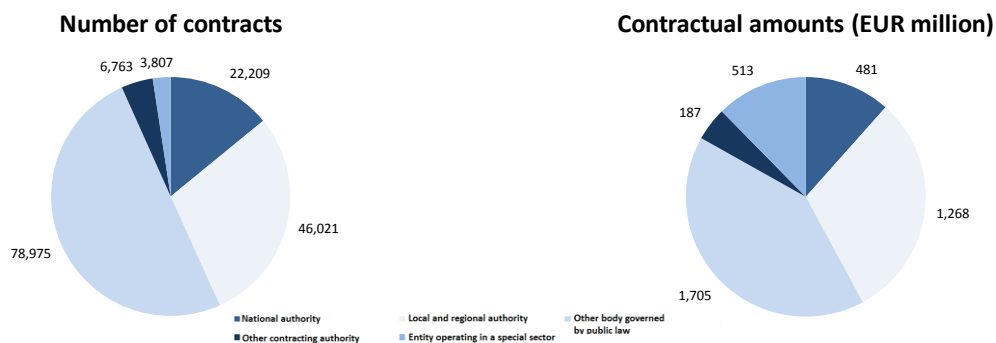 Number of contracts
Contractual amounts (EUR million)
6,763
3,807
22,209
46,021
78,975
513
481
187
1,268
1,705
National authority
Local and regional authority
Other body governed
by public law
Other contracting authority
Entity operating in a special sector